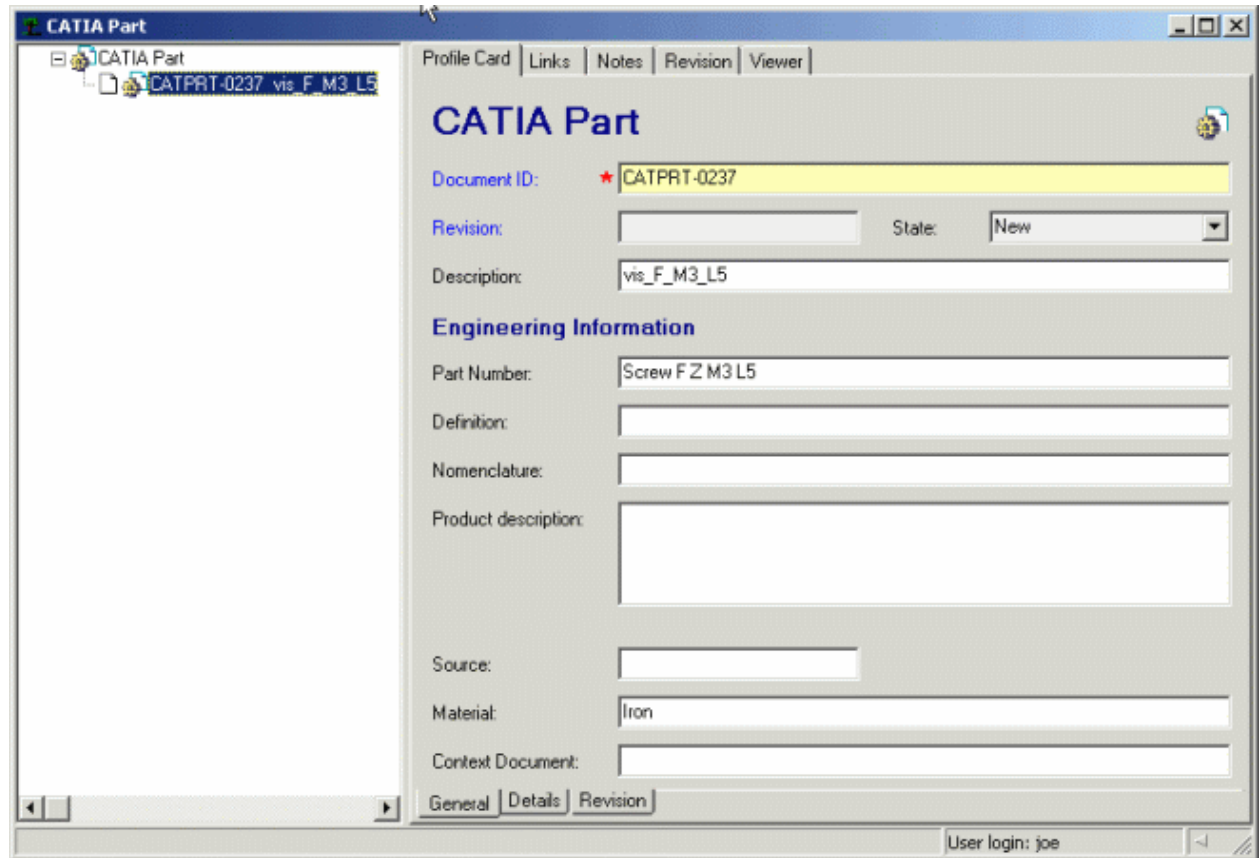 CATIA Part
CATIA Part
CATPRT-0237 vis_F_M3_L5
Profile Card Links Notes Revision Viewer
CATIA Part
Document ID: * CATPRT-0237
Revision: State: New
Description: vis_F_M3_L5
Engineering Information
Part Number: Screw F Z M3 L5
Definition:
Nomenclature:
Product description:
Source:
Material: Iron
Context Document:
General Details Revision
User login: joe